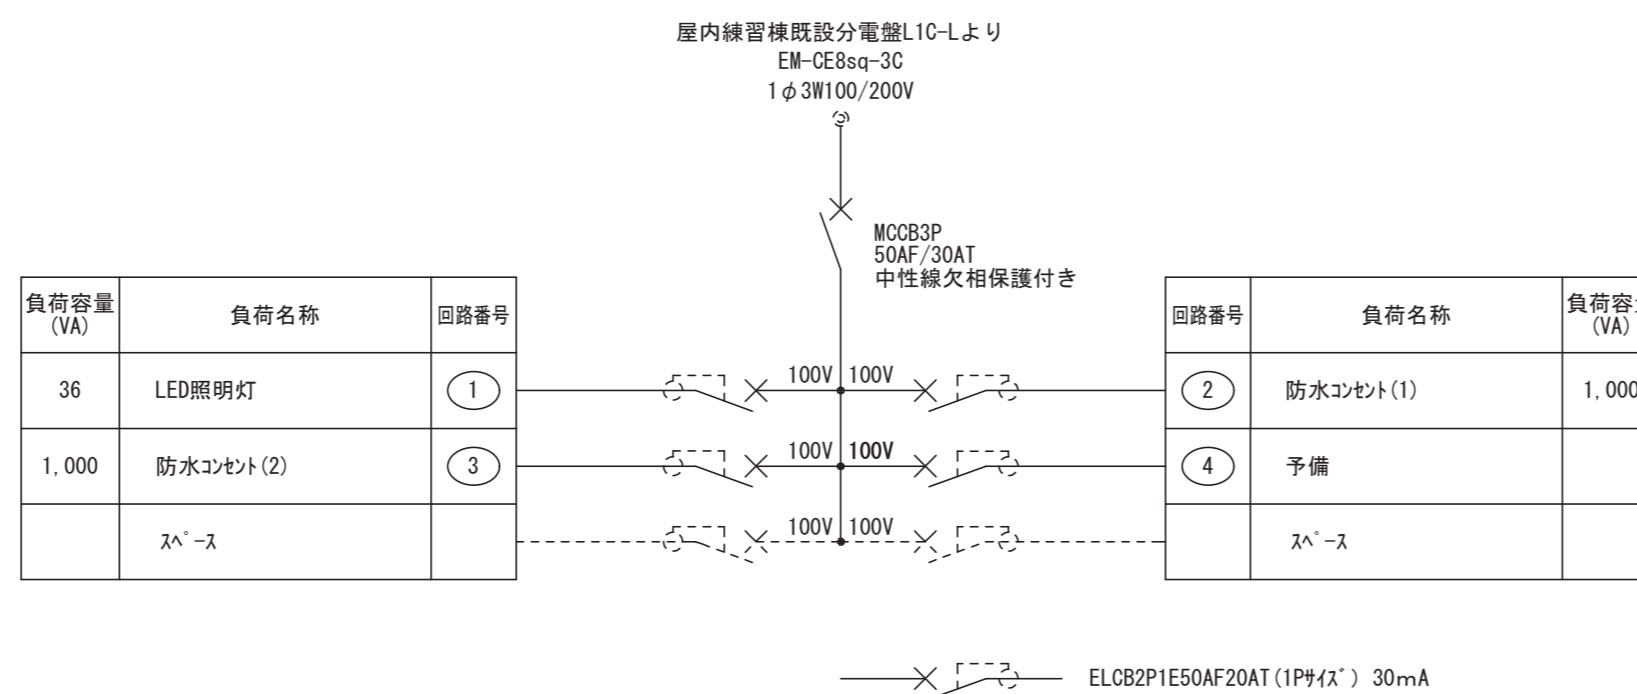 屋内練習棟既設分電盤L1C-Lより
EM-CE8sq-3C
1φ3W100/200V
MCCB3P
50AF/30AT
中性線欠相保護付き
負荷容量
(VA)
負荷名称
回路番号
36
LED照明灯
1
1,000
防水ｺﾝｾﾝﾄ(2)
3
ｽﾍﾟｰｽ
100V 100V
100V 100V
100V 100V
回路番号
負荷名称
負荷容量
(VA)
2
防水ｺﾝｾﾝﾄ(1)
1,000
4
予備
ｽﾍﾟｰｽ
ELCB2P1E50AF20AT(1Pｻｲｽﾞ) 30mA